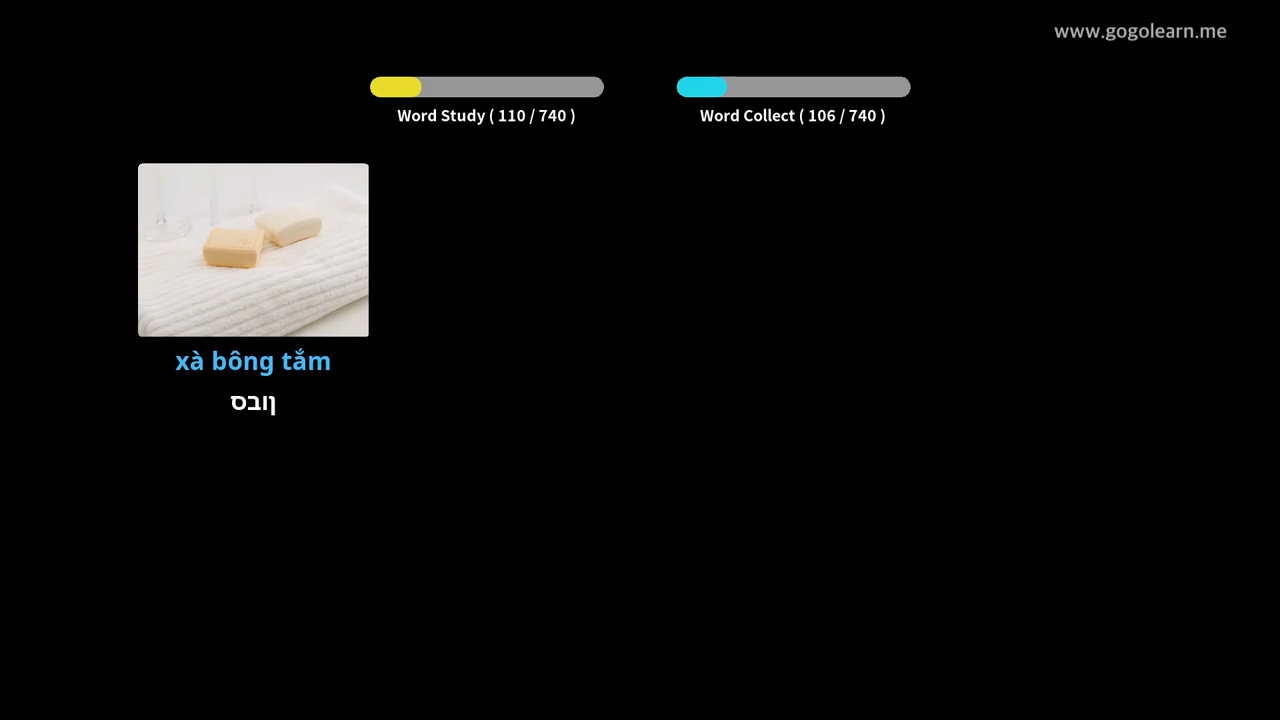 www.gogolearn.me
Word Study ( 110 / 740 )
Word Collect ( 106 / 740 )
xà bông tắm
סבון